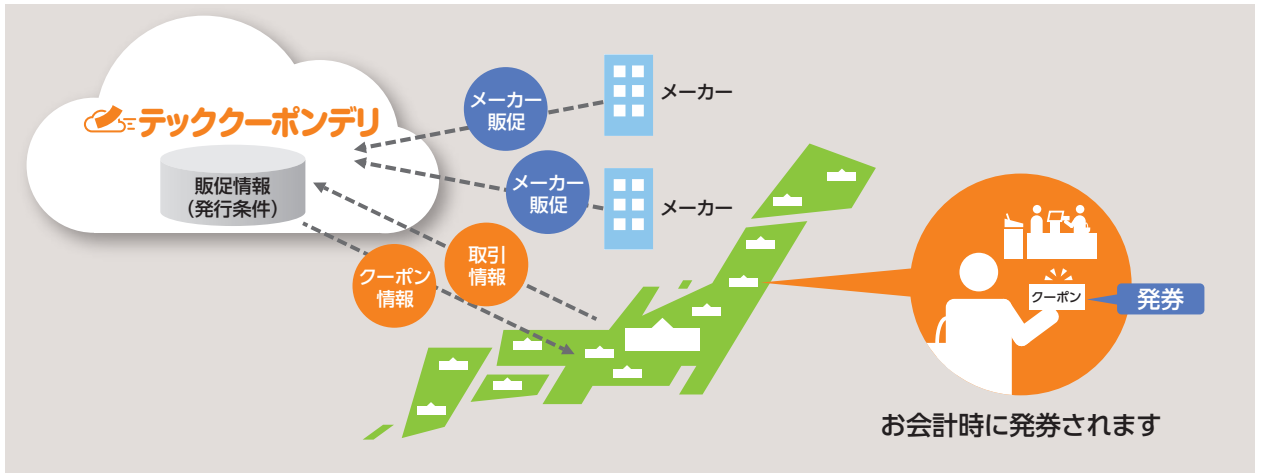 テッククーポンデリ
販促情報
（発行条件）
メーカー
販促
メーカー
メーカー
販促
メーカー
取引
情報
クーポン
情報
クーポン
発券
お会計時に発券されます